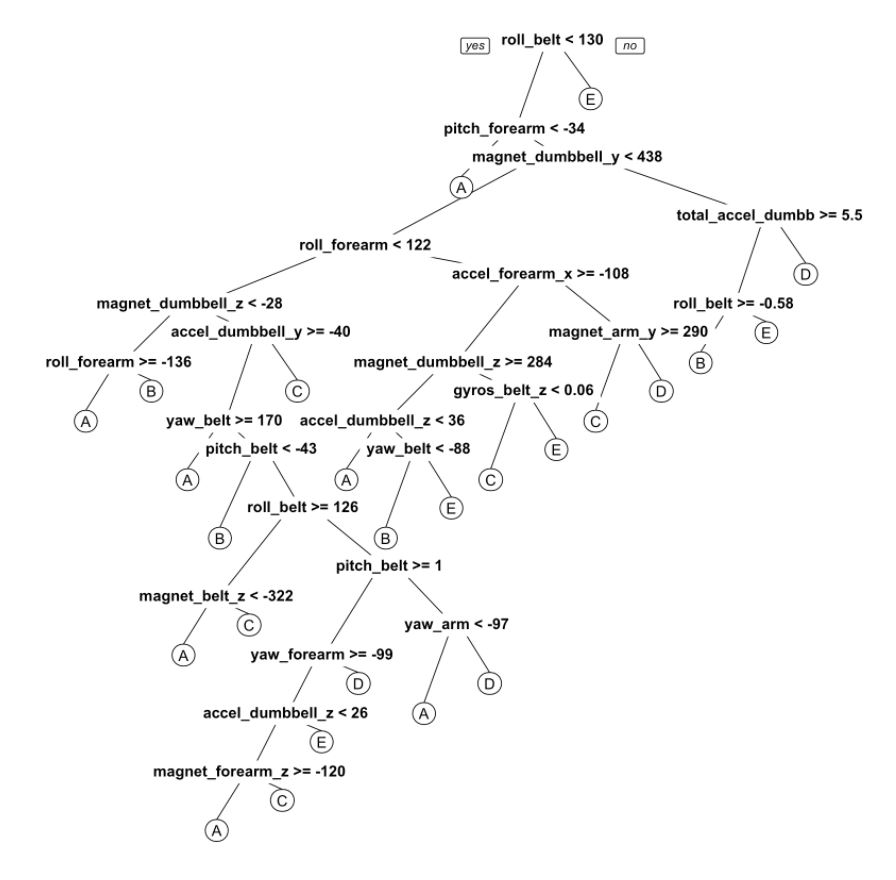 yes roll_belt < 130 no
E
pitch_forearm < -34
magnet_dumbbell_y < 438
A
total_accel_dumbb >= 5.5
roll_forearm < 122
accel_forearm_x >= -108
D
magnet_dumbbell_z < -28
roll_belt >= -0.58
accel_dumbbell_y >= -40
magnet_arm_y >= 290
E
roll_forearm >= -136
magnet_dumbbell_z >= 284
B
B
C
gyros_belt_z < 0.06
D
A
yaw_belt >= 170
accel_dumbbell_z < 36
C
pitch_belt < -43
yaw_belt < -88
E
A
A
C
roll_belt >= 126
E
B
B
pitch_belt >= 1
magnet_belt_z < -322
C
yaw_arm < -97
A
yaw_forearm >= -99
D
D
accel_dumbbell_z < 26
A
E
magnet_forearm_z >= -120
C
A